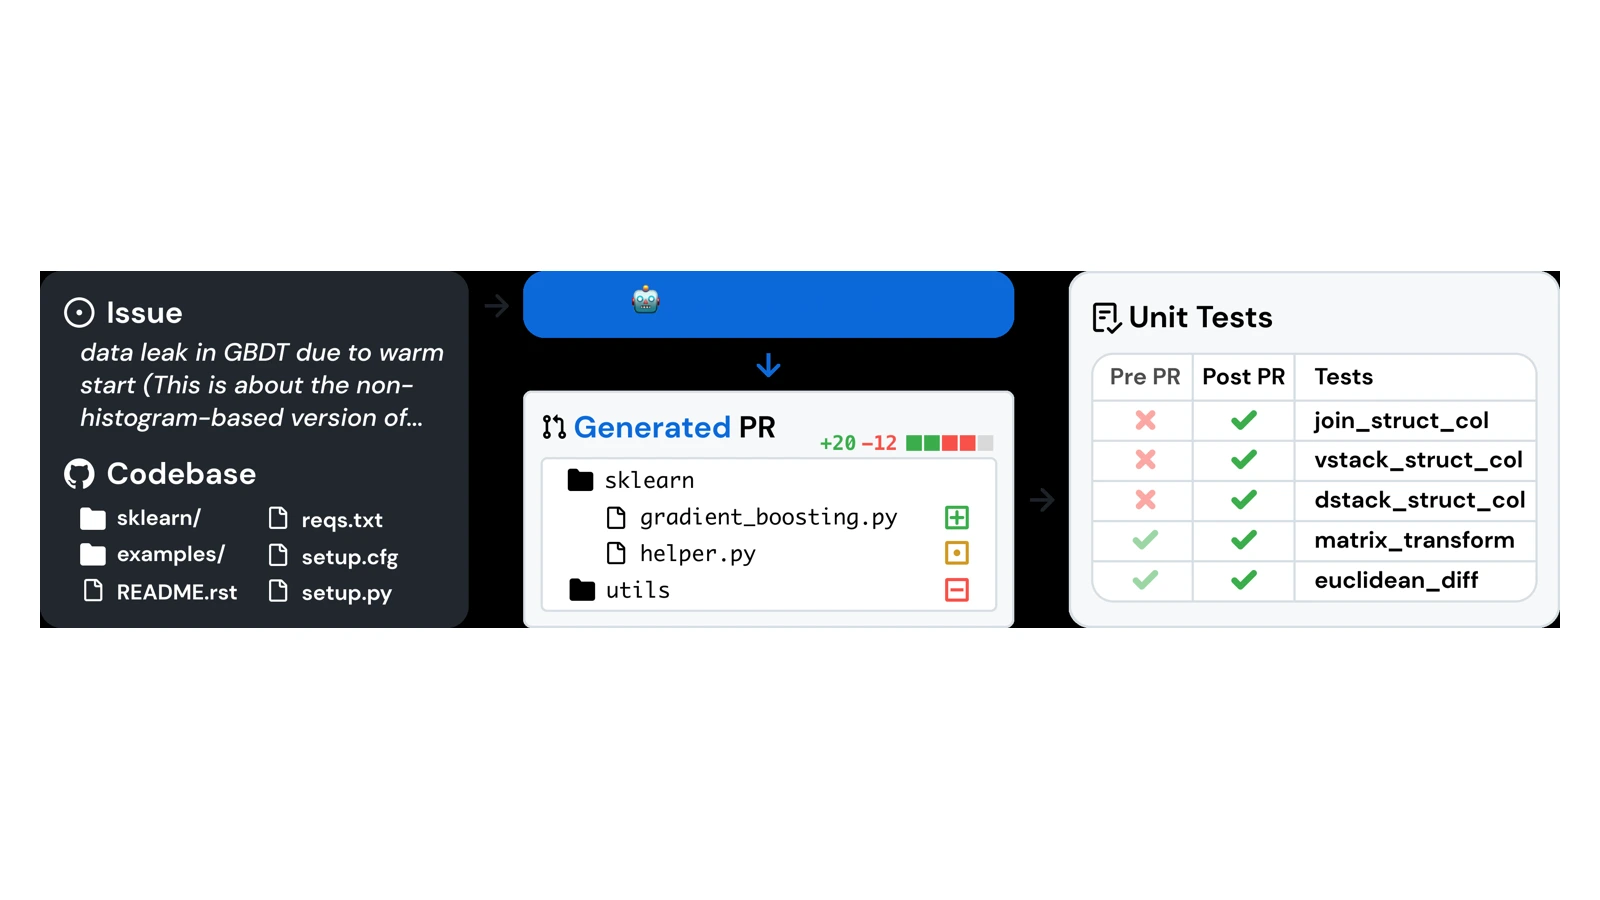 Issue
data leak in GBDT due to warm
start (This is about the non-
histogram-based version of...
Codebase
sklearn/
reqs.txt
examples/
setup.cfg
README.rst
setup.py
Generated PR
+20 -12
sklearn
gradient_boosting.py
helper.py
utils
Unit Tests
Pre PR Post PR Tests
join_struct_col
vstack_struct_col
dstack_struct_col
matrix_transform
euclidean_diff